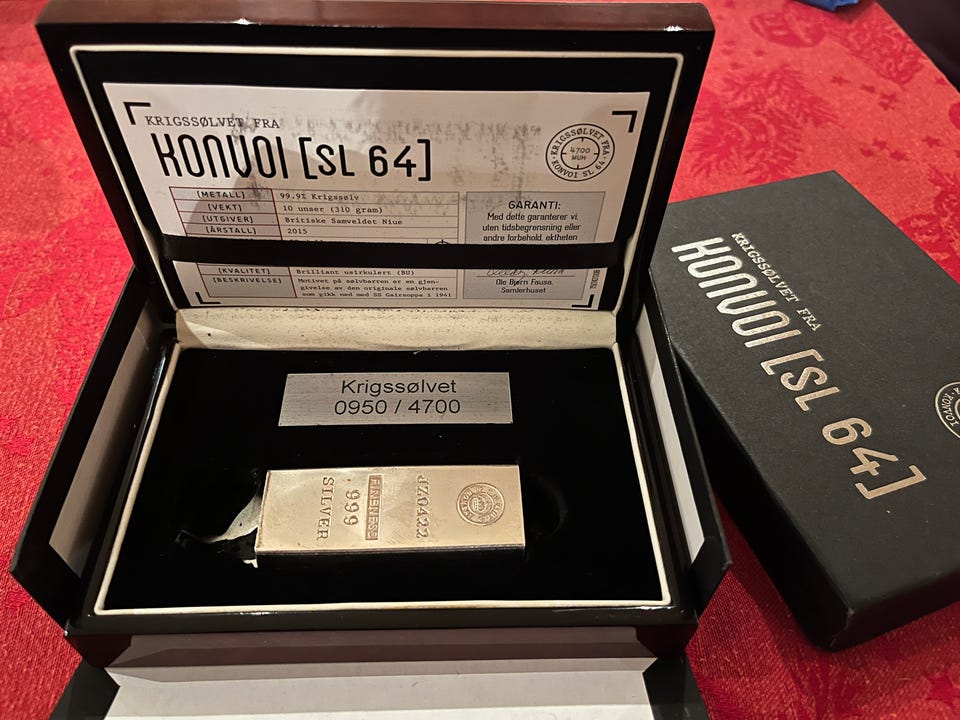 KRIGSSØLVET FRA
KONVOI [SL 64]
KRIGSSØLVET FRA
KONVOI SL 64
4700
MUH
[METALL] 99.9% Krigssølv
[VEKT] 10 unser (310 gram)
[UTGIVER] Britiske Samveldet Niue
[ÅRSTALL] 2015
GARANTI:
Med dette garanterer vi,
uten tidsbegrensning eller
andre forbehold, ektheten
[KVALITET] Brilliant usirkulert (BU)
[BESKRIVELSE] Motivet på sølvbarren er en gjen-
givelse av den originale sølvbarren
som gikk ned med SS Gairsoppa i 1941
Ole Bjørn Fausa,
Samlerhuset
Krigssølvet
0950 / 4700
JZ0422
FINENESS
999
SILVER
KRIGSSØLVET FRA
KONVOI [SL 64]
KONVOI